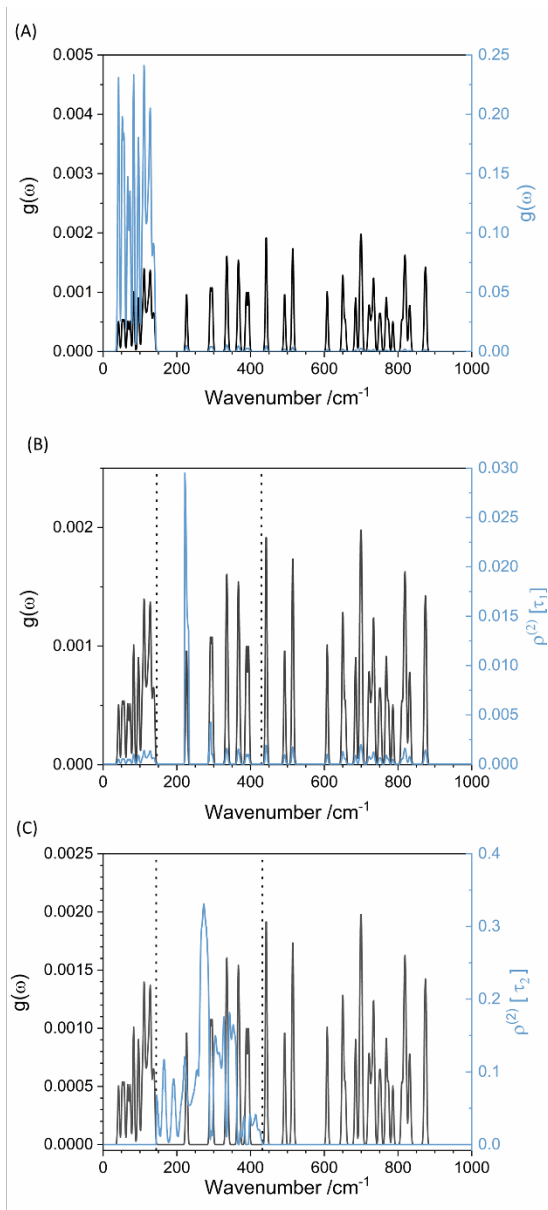 (A)
0.005
0.004
0.003
0.002
0.001
0.000
g(ω)
0.25
0.20
0.15
0.10
0.05
0.00
g(ω)
0 200 400 600 800 1000
Wavenumber /cm⁻¹
(B)
0.002
0.001
0.000
g(ω)
0.030
0.025
0.020
0.015
0.010
0.005
0.000
ρ⁽²⁾ [τ₁]
0 200 400 600 800 1000
Wavenumber /cm⁻¹
(C)
0.0025
0.0020
0.0015
0.0010
0.0005
0.0000
g(ω)
0.4
0.3
0.2
0.1
0.0
ρ⁽²⁾ [τ₂]
0 200 400 600 800 1000
Wavenumber /cm⁻¹